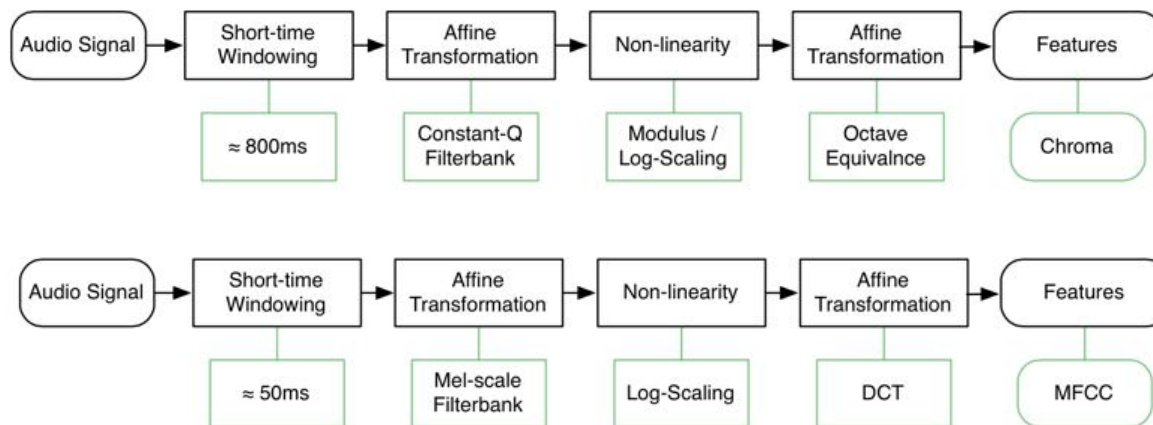 Audio Signal
Short-time
Windowing
Affine
Transformation
Non-linearity
Affine
Transformation
Features
≈ 800ms
Constant-Q
Filterbank
Modulus /
Log-Scaling
Octave
Equivalnce
Chroma
Audio Signal
Short-time
Windowing
Affine
Transformation
Non-linearity
Affine
Transformation
Features
≈ 50ms
Mel-scale
Filterbank
Log-Scaling
DCT
MFCC